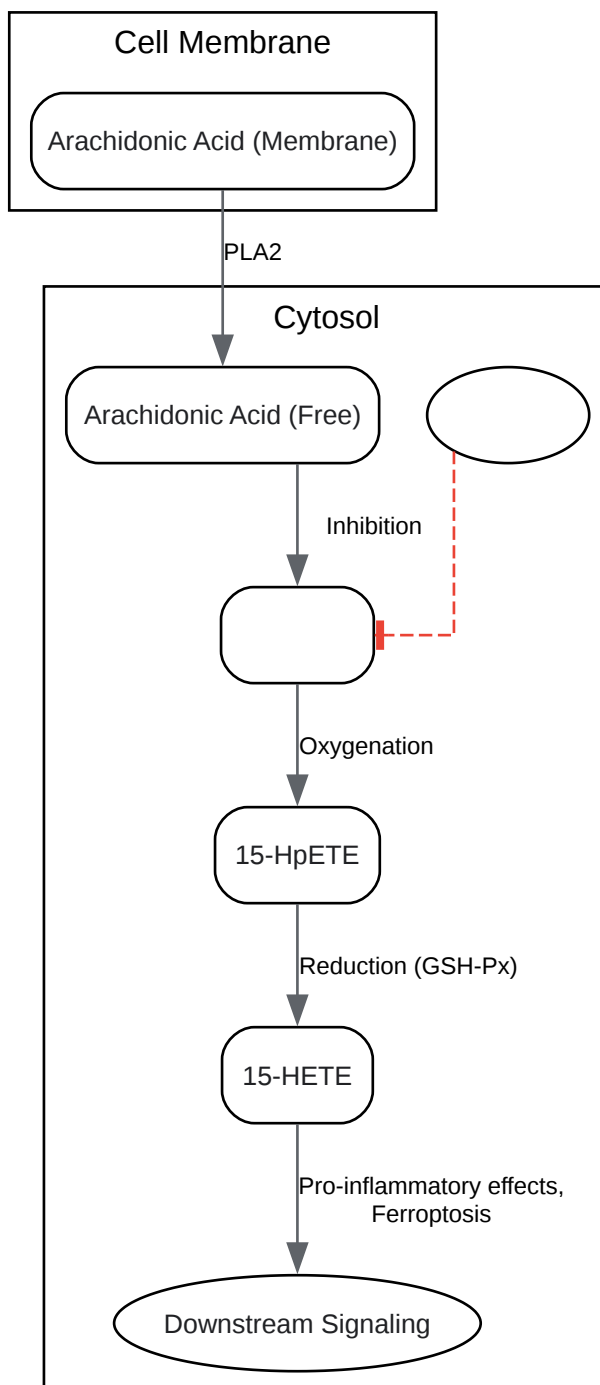 Cell Membrane
Arachidonic Acid (Membrane)
PLA2
Cytosol
Arachidonic Acid (Free)
Inhibition
Oxygenation
15-HpETE
Reduction (GSH-Px)
15-HETE
Pro-inflammatory effects,
Ferroptosis
Downstream Signaling